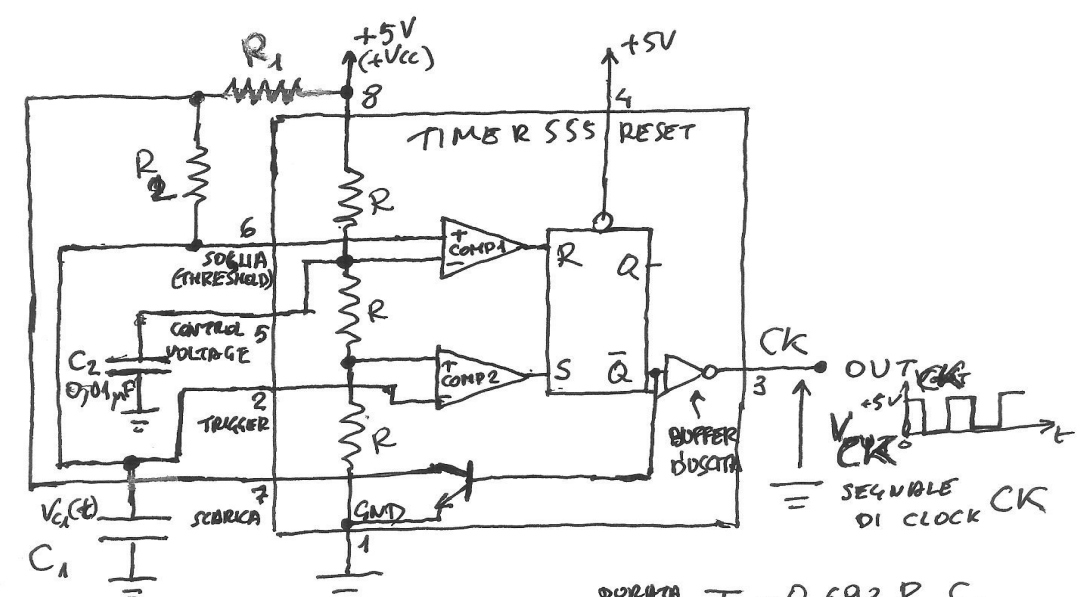 R1
+5V
(+Vcc)
8
+5V
4
TIMER 555
RESET
R2
R
6
SOGLIA
(THRESHOLD)
+
COMP1
-
R
Q
R
CONTROL 5
VOLTAGE
C2
0,01µF
+
COMP2
-
S
Q̅
CK
3
OUT
2
TRIGGER
R
BUFFER
D'USCITA
+5V
0
V
CK
t
7
SCARICA
VC1(t)
GND
SEGNALE
DI CLOCK CK
C1
1
DURATA T 0,693 R C